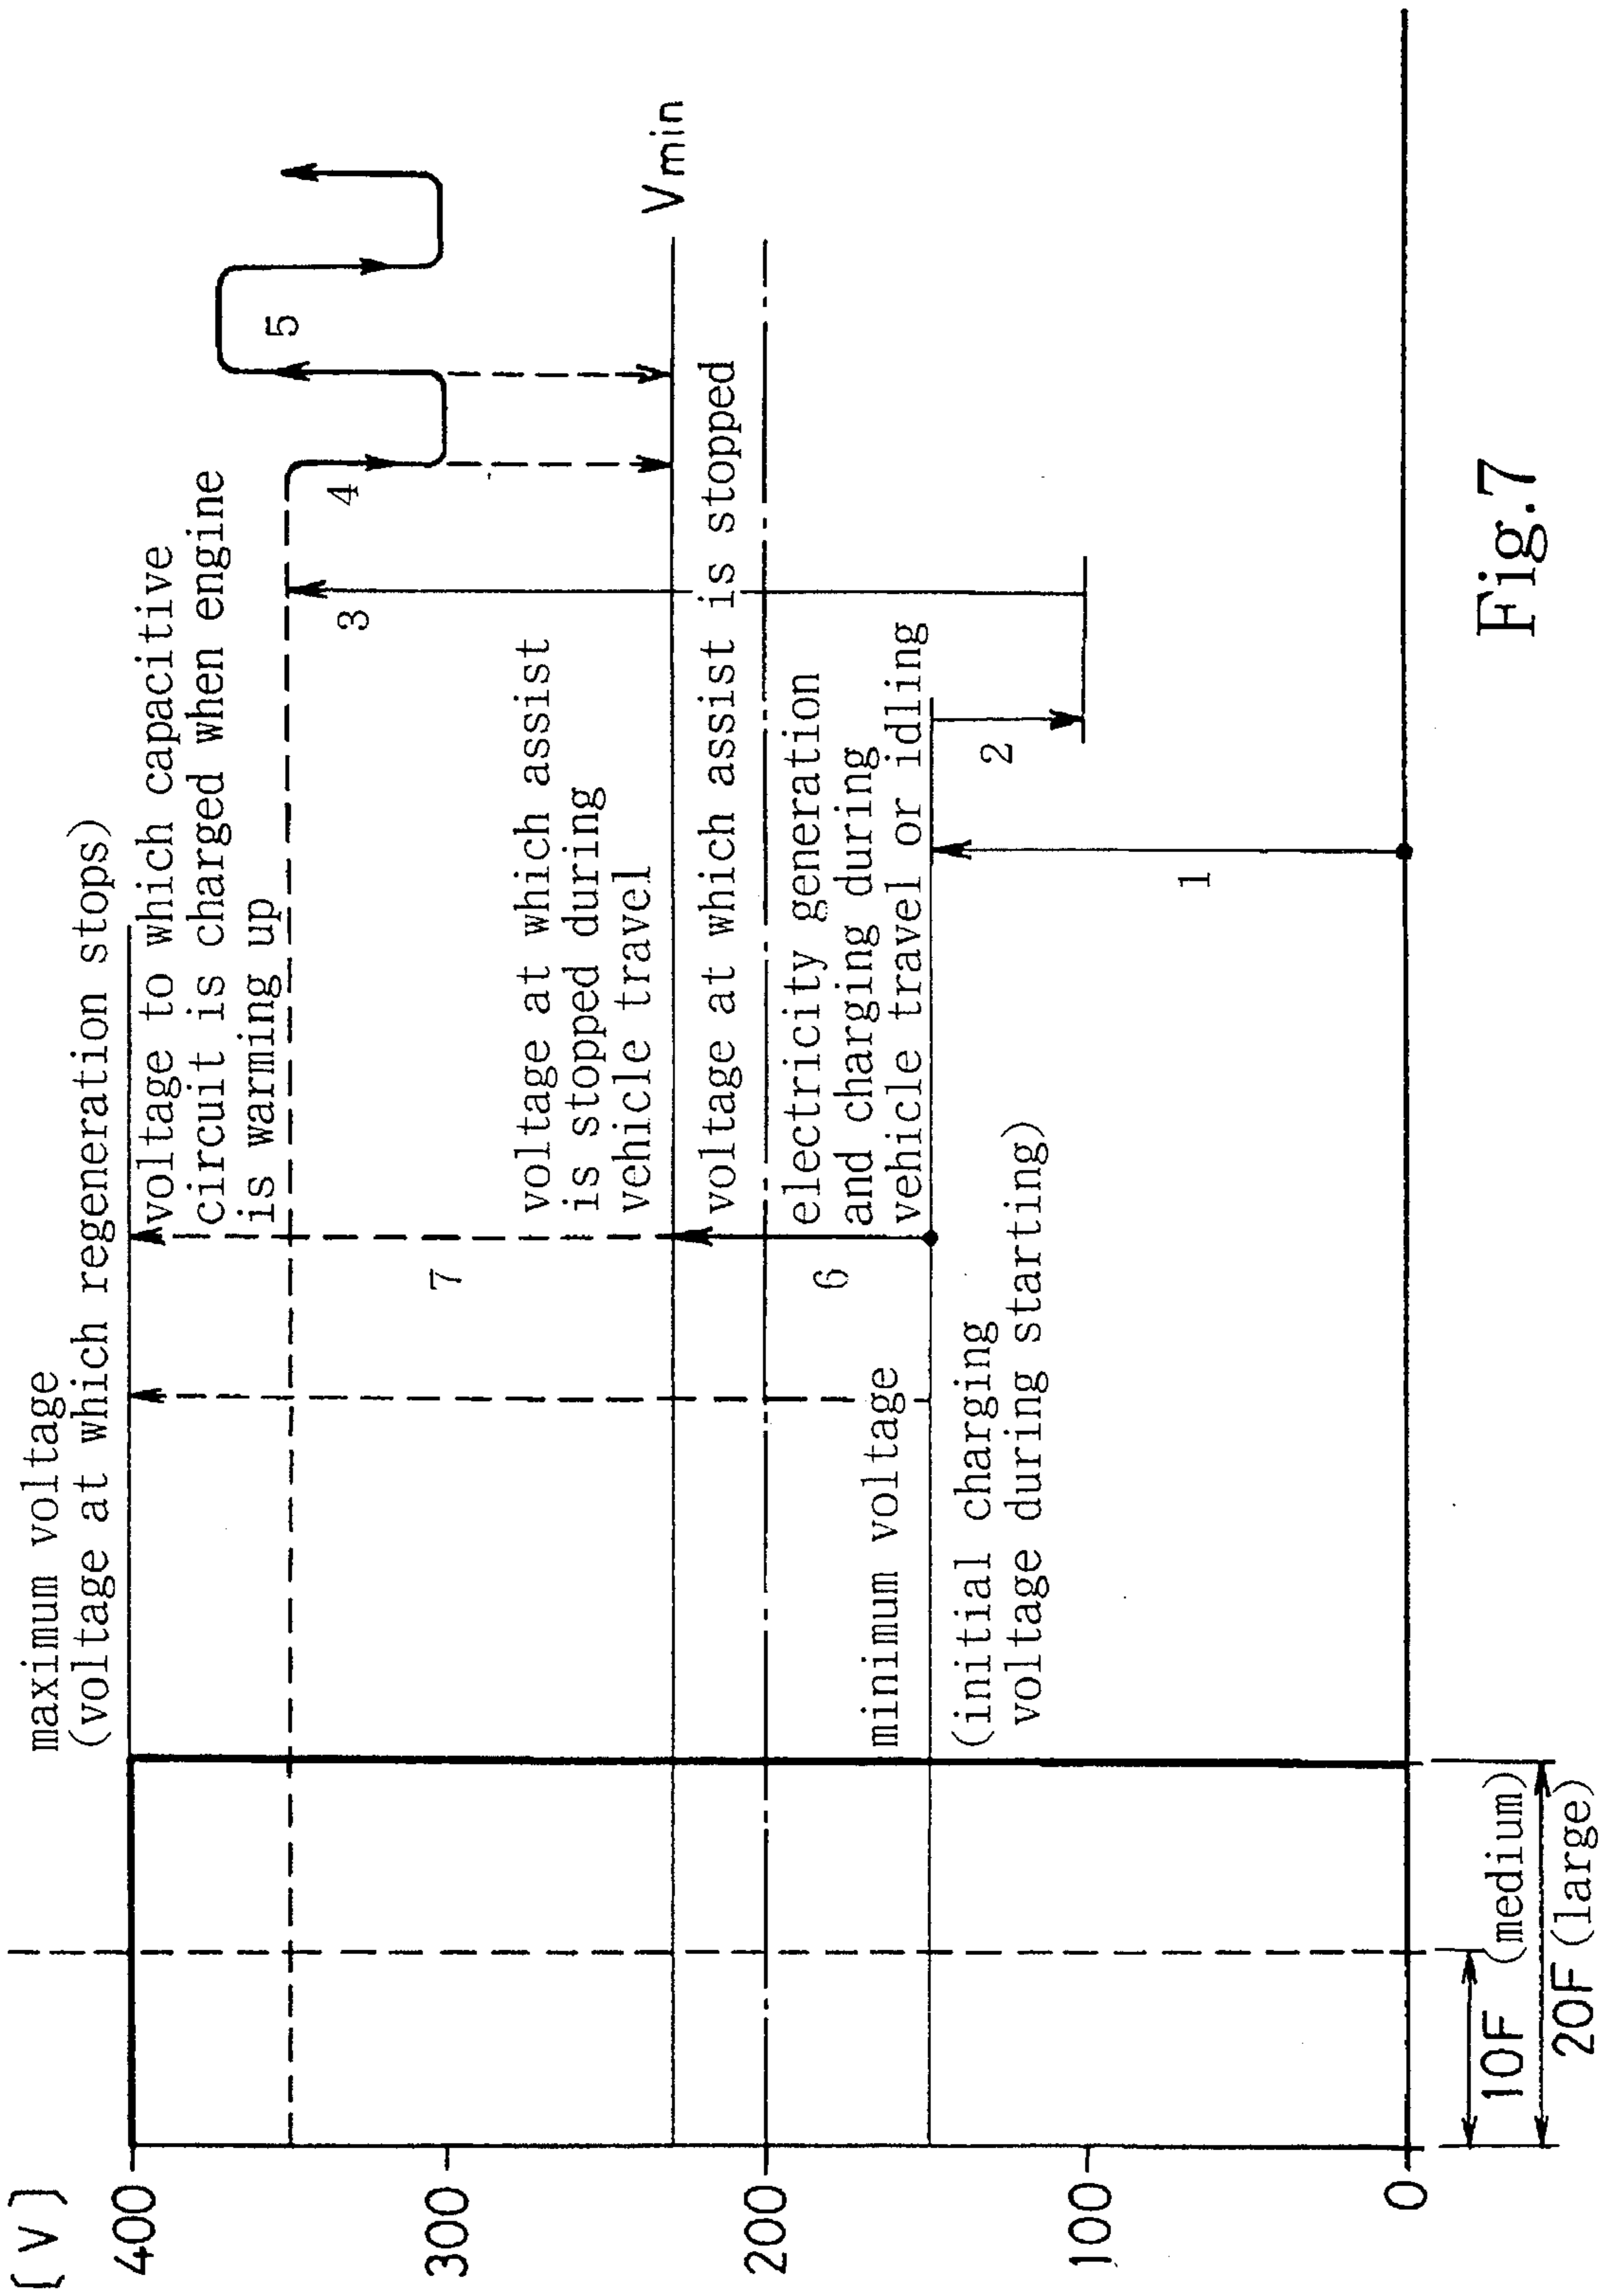 [V]
400
300
200
100
0
maximum voltage
(voltage at which regeneration stops)
voltage to which capacitive
circuit is charged when engine
is warming up
voltage at which assist
is stopped during
vehicle travel
voltage at which assist is stopped
electricity generation
and charging during
vehicle travel or idling
minimum voltage
(initial charging
voltage during starting)
Vmin
7
6
1
2
3
4
5
10F (medium)
20F (large)
Fig.7